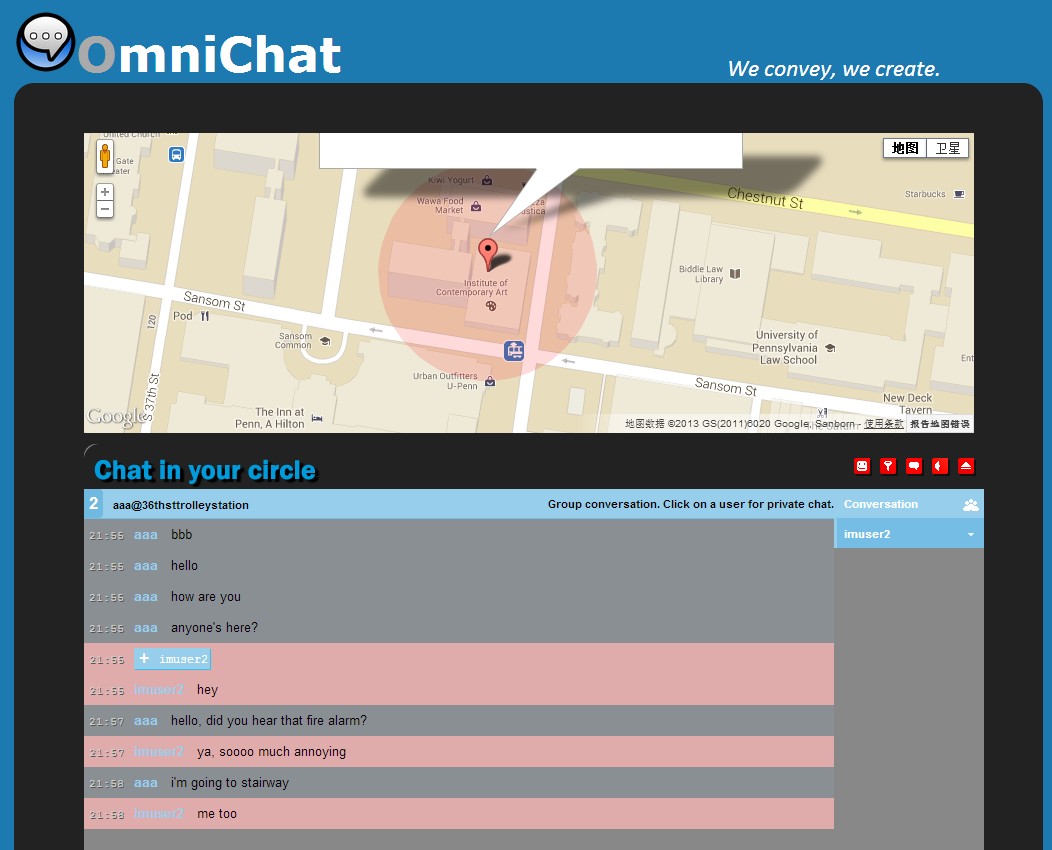 OmniChat
We convey, we create.
United Church
Gate
eater
Kiwi Yogurt
Wawa Food
Market
地图
卫星
Chestnut St
Starbucks
Institute of
Contemporary Art
Biddle Law
Library
Sansom St
Pod
120
Sansom
Common
University of
Pennsylvania
Law School
Urban Outfitters
U-Penn
Sansom St
S 37th St
The Inn at
Penn, A Hilton
New Deck
Tavern
Ent
Google
地图数据 ©2013 GS(2011)6020 Google, Sanborn - 使用条款
报告地图错误
Chat in your circle
2 aaa@36thsttrolleystation
Group conversation. Click on a user for private chat.
Conversation
imuser2
21:55 aaa bbb
21:55 aaa hello
21:55 aaa how are you
21:55 aaa anyone's here?
21:55 + imuser2
21:55 imuser2 hey
21:57 aaa hello, did you hear that fire alarm?
21:57 imuser2 ya, soooo much annoying
21:58 aaa i'm going to stairway
21:58 imuser2 me too